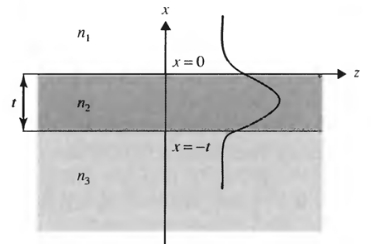 x
n₁
x = 0
z
t
n₂
x = −t
n₃